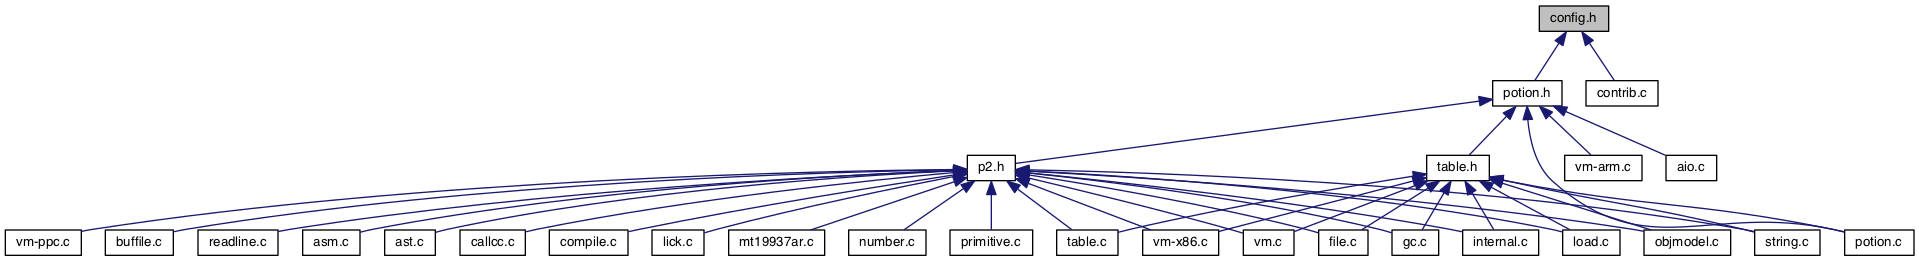 config.h
potion.h
contrib.c
p2.h
table.h
vm-arm.c
aio.c
vm-ppc.c
buffile.c
readline.c
asm.c
ast.c
callcc.c
compile.c
lick.c
mt19937ar.c
number.c
primitive.c
table.c
vm-x86.c
vm.c
file.c
gc.c
internal.c
load.c
objmodel.c
string.c
potion.c